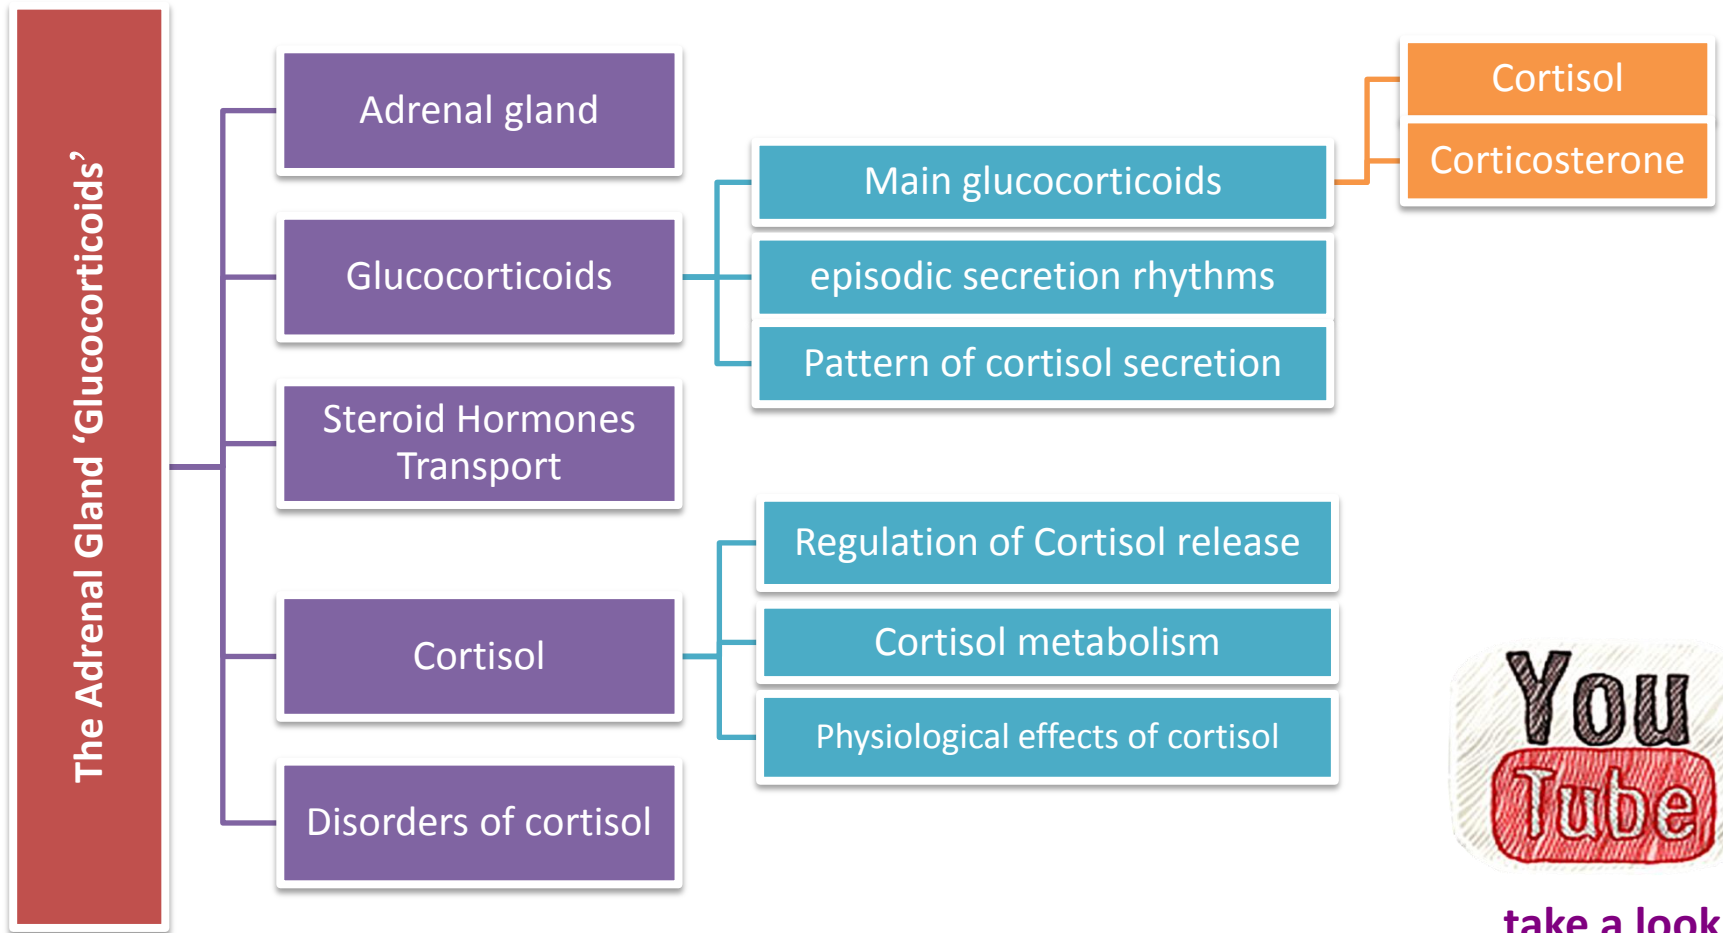 The Adrenal Gland ‘Glucocorticoids’
Adrenal gland
Glucocorticoids
Main glucocorticoids
Cortisol
Corticosterone
episodic secretion rhythms
Pattern of cortisol secretion
Steroid Hormones
Transport
Cortisol
Regulation of Cortisol release
Cortisol metabolism
Physiological effects of cortisol
Disorders of cortisol
You
Tube
take a look